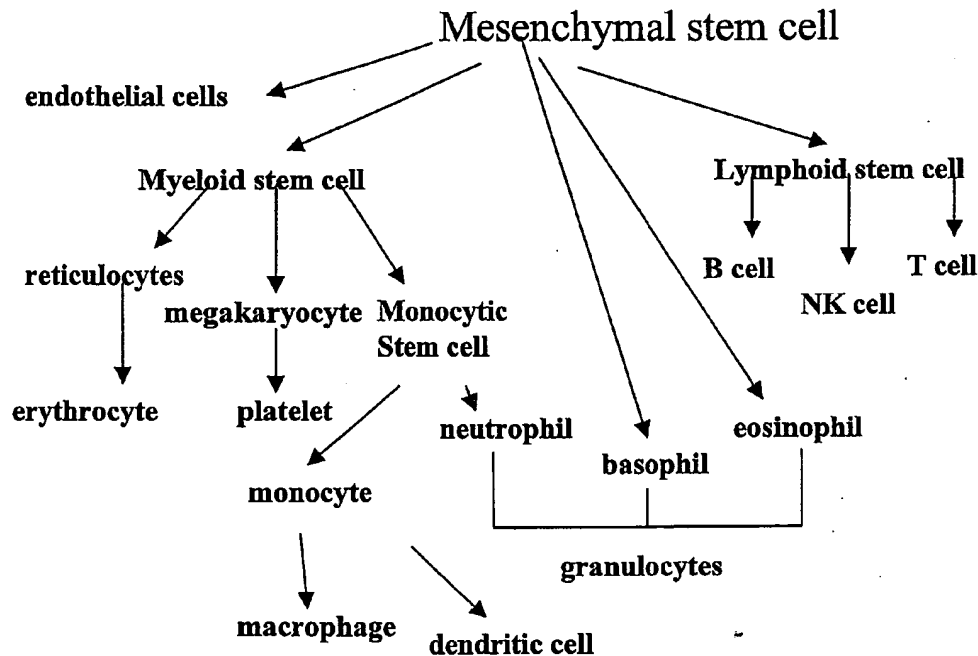 Mesenchymal stem cell
endothelial cells
Myeloid stem cell
Lymphoid stem cell
reticulocytes
megakaryocyte
Monocytic
Stem cell
B cell
NK cell
T cell
erythrocyte
platelet
neutrophil
basophil
eosinophil
monocyte
granulocytes
macrophage
dendritic cell